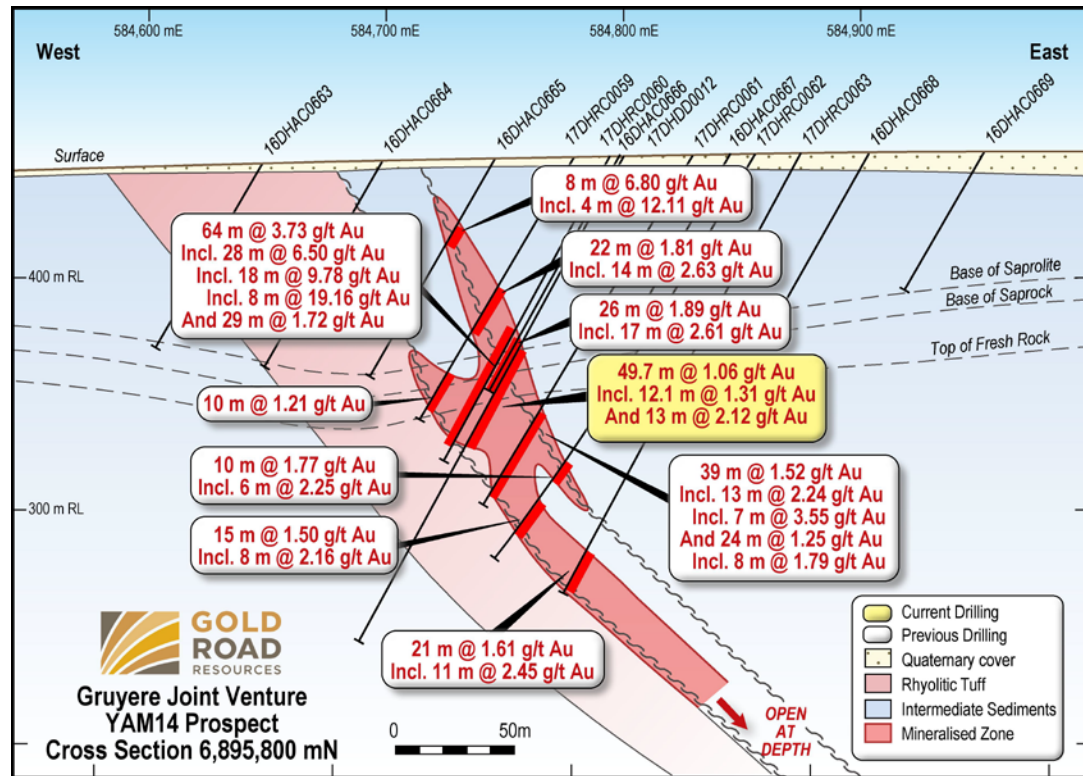 584,600 mE
584,700 mE
584,800 mE
584,900 mE
West
East
16DHAC0663
16DHAC0664
16DHAC0665
17DHRC0059
17DHRC0060
16DHAC0666
17DHDD0012
17DHRC0061
16DHAC0667
17DHRC0062
17DHRC0063
16DHAC0668
16DHAC0669
Surface
8 m @ 6.80 g/t Au
Incl. 4 m @ 12.11 g/t Au
64 m @ 3.73 g/t Au
Incl. 28 m @ 6.50 g/t Au
Incl. 18 m @ 9.78 g/t Au
Incl. 8 m @ 19.16 g/t Au
And 29 m @ 1.72 g/t Au
22 m @ 1.81 g/t Au
Incl. 14 m @ 2.63 g/t Au
400 m RL
Base of Saprolite
Base of Saprock
Top of Fresh Rock
26 m @ 1.89 g/t Au
Incl. 17 m @ 2.61 g/t Au
49.7 m @ 1.06 g/t Au
Incl. 12.1 m @ 1.31 g/t Au
And 13 m @ 2.12 g/t Au
10 m @ 1.21 g/t Au
10 m @ 1.77 g/t Au
Incl. 6 m @ 2.25 g/t Au
39 m @ 1.52 g/t Au
Incl. 13 m @ 2.24 g/t Au
Incl. 7 m @ 3.55 g/t Au
And 24 m @ 1.25 g/t Au
Incl. 8 m @ 1.79 g/t Au
300 m RL
15 m @ 1.50 g/t Au
Incl. 8 m @ 2.16 g/t Au
21 m @ 1.61 g/t Au
Incl. 11 m @ 2.45 g/t Au
GOLD
ROAD
RESOURCES
Gruyere Joint Venture
YAM14 Prospect
Cross Section 6,895,800 mN
0 50m
OPEN
AT
DEPTH
Current Drilling
Previous Drilling
Quaternary cover
Rhyolitic Tuff
Intermediate Sediments
Mineralised Zone